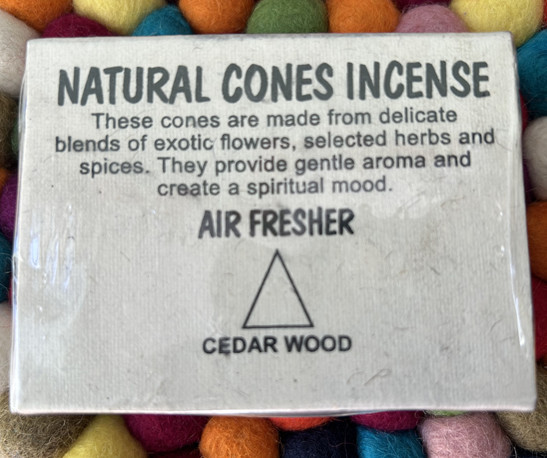 NATURAL CONES INCENSE
These cones are made from delicate
blends of exotic flowers, selected herbs and
spices. They provide gentle aroma and
create a spiritual mood.
AIR FRESHER
CEDAR WOOD